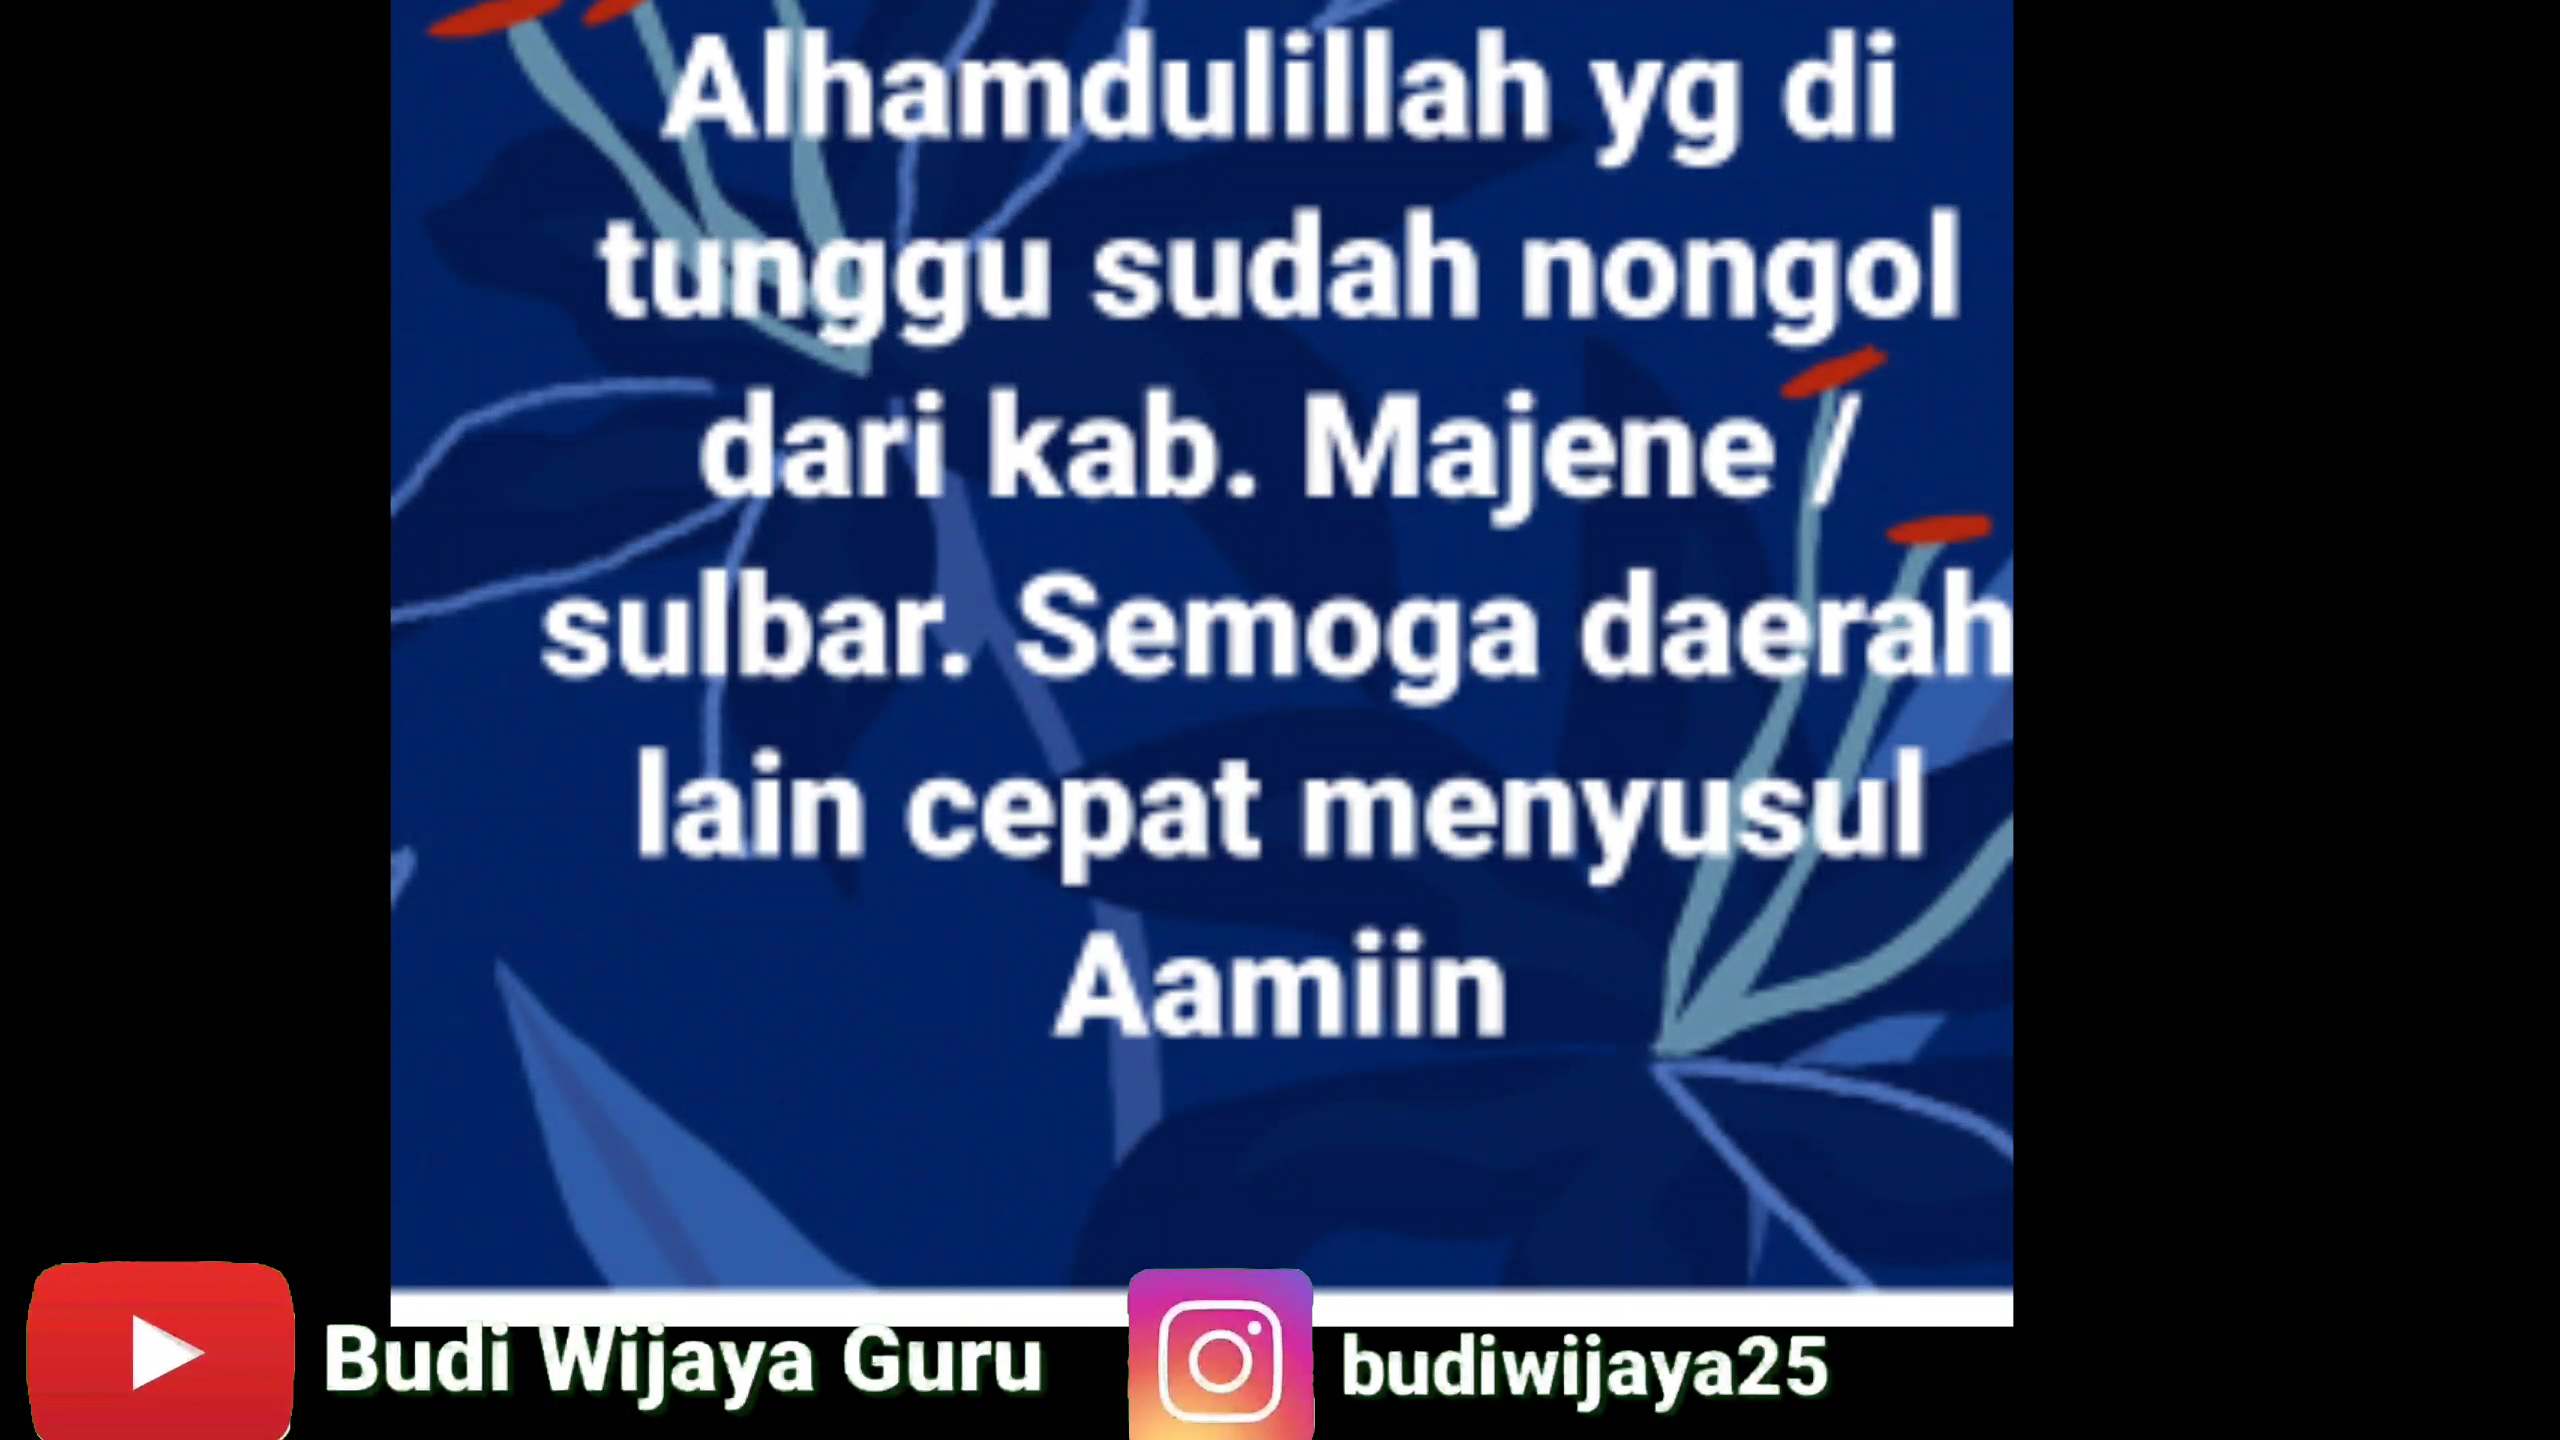 Alhamdulillah yg di
tunggu sudah nongol
dari kab. Majene /
sulbar. Semoga daerah
lain cepat menyusul
Aamiin
Budi Wijaya Guru
budiwijaya25